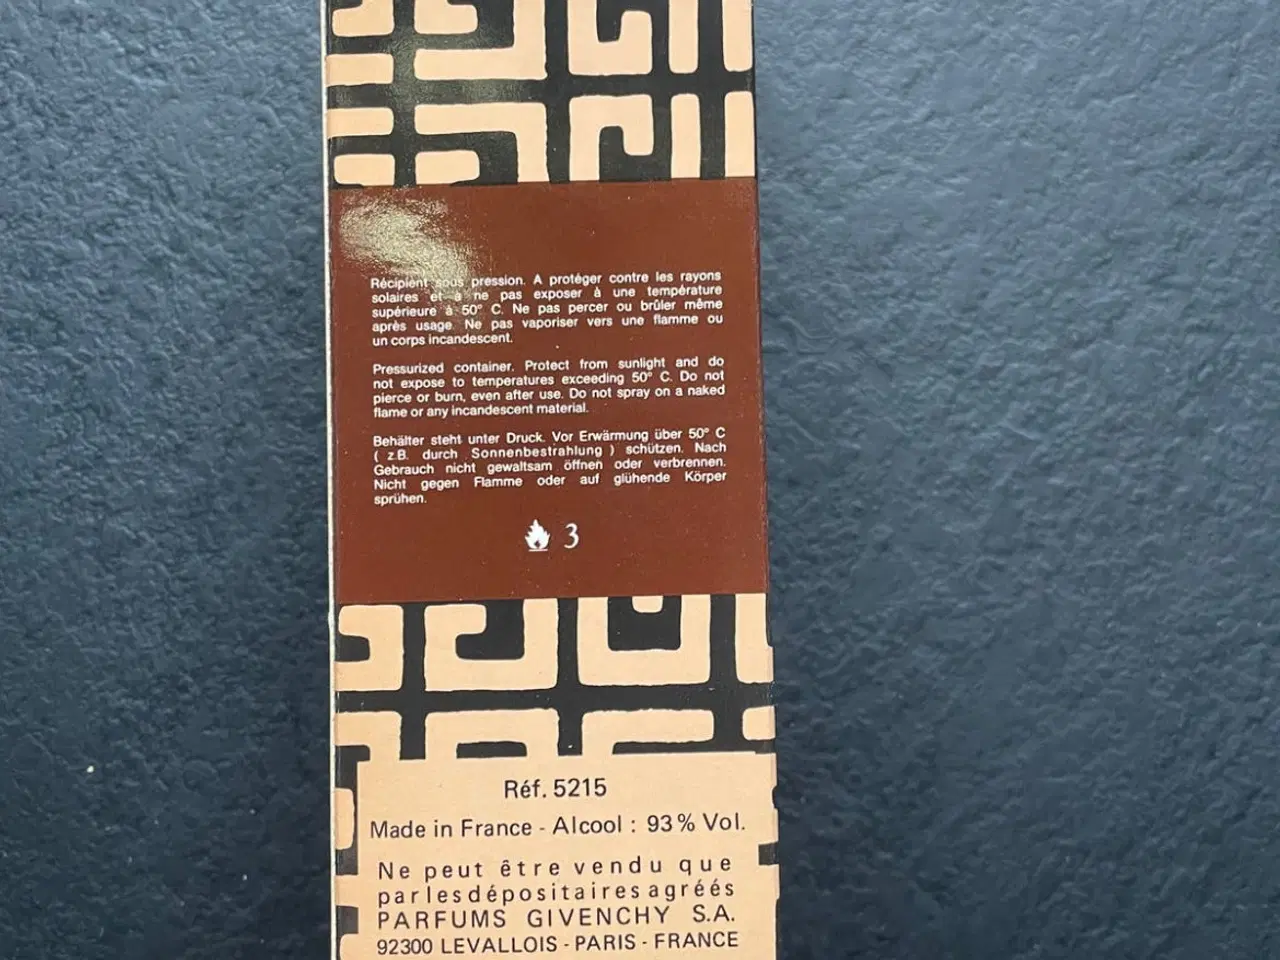 Récipient sous pression. A protéger contre les rayons
solaires et à ne pas exposer à une température
supérieure à 50° C. Ne pas percer ou brûler même
après usage. Ne pas vaporiser vers une flamme ou
un corps incandescent.
Pressurized container. Protect from sunlight and do
not expose to temperatures exceeding 50° C. Do not
pierce or burn, even after use. Do not spray on a naked
flame or any incandescent material.
Behälter steht unter Druck. Vor Erwärmung über 50° C
( z.B. durch Sonnenbestrahlung ) schützen. Nach
Gebrauch nicht gewaltsam öffnen oder verbrennen.
Nicht gegen Flamme oder auf glühende Körper
sprühen.
3
Réf. 5215
Made in France - Alcool : 93% Vol.
Ne peut être vendu que
par les dépositaires agréés
PARFUMS GIVENCHY S.A.
92300 LEVALLOIS - PARIS - FRANCE